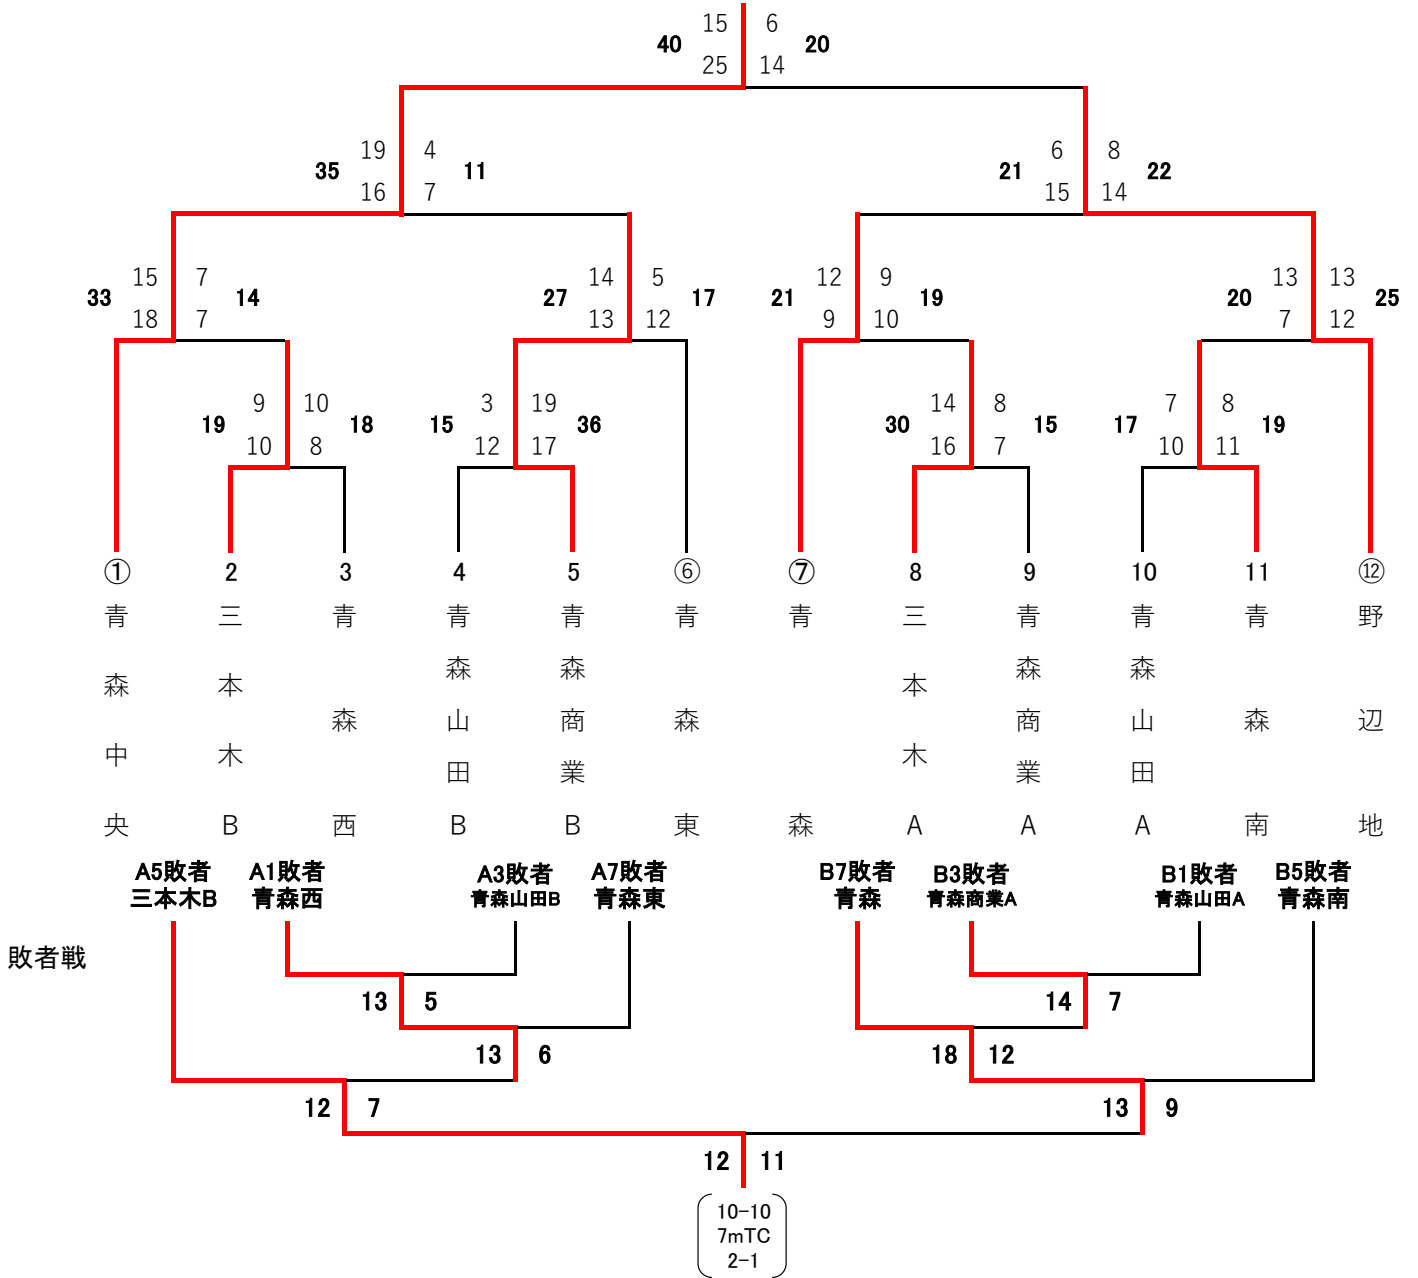 15 6
40 20
25 14
19 4 6 8
35 11 21 22
16 7 15 14
15 7 14 5 12 9 13 13
33 14 27 17 21 19 20 25
18 7 13 12 9 10 7 12
9 10 3 19 14 8 7 8
19 18 15 36 30 15 17 19
10 8 12 17 16 7 10 11
① 2 3 4 5 ⑥ ⑦ 8 9 10 11 ⑫
青森中央
三本木B
青森西
青森山田B
青森商業B
青森東
青森
三本木A
青森商業A
青森山田A
青森南
野辺地
A5敗者 A1敗者 A3敗者 A7敗者 B7敗者 B3敗者 B1敗者 B5敗者
三本木B 青森西 青森山田B 青森東 青森 青森商業A 青森山田A 青森南
敗者戦
13 5 14 7
13 6 18 12
12 7 13 9
12 11
10-10
7mTC
2-1